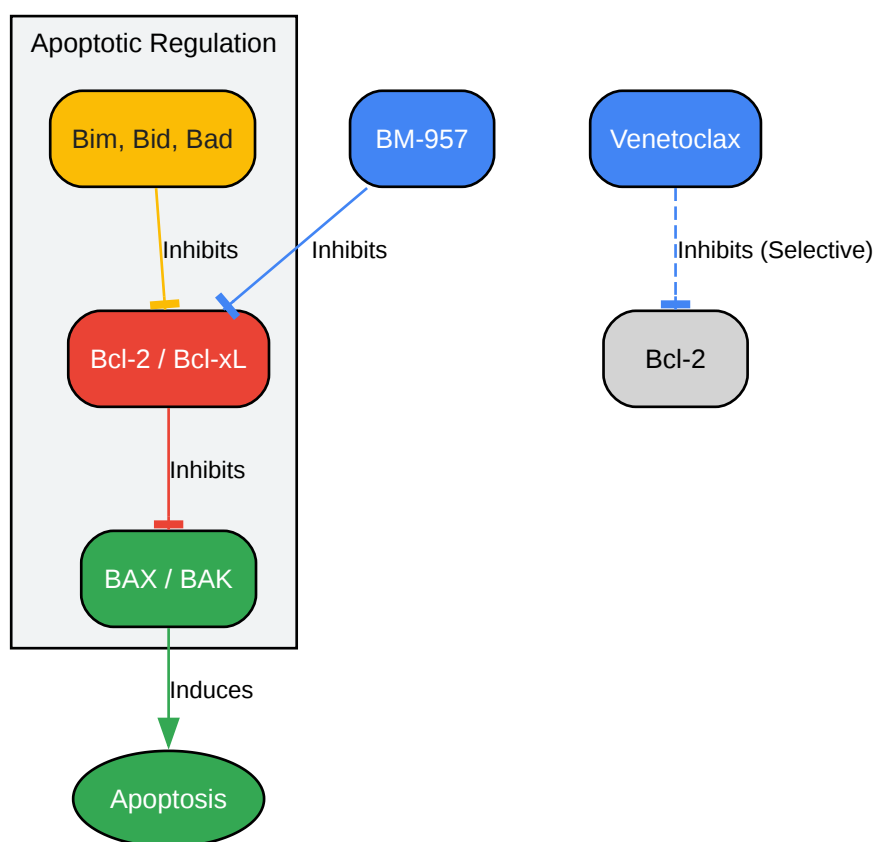 Apoptotic Regulation
Bim, Bid, Bad
BM-957
Venetoclax
Inhibits
Inhibits
Inhibits (Selective)
Bcl-2 / Bcl-xL
Bcl-2
Inhibits
BAX / BAK
Induces
Apoptosis